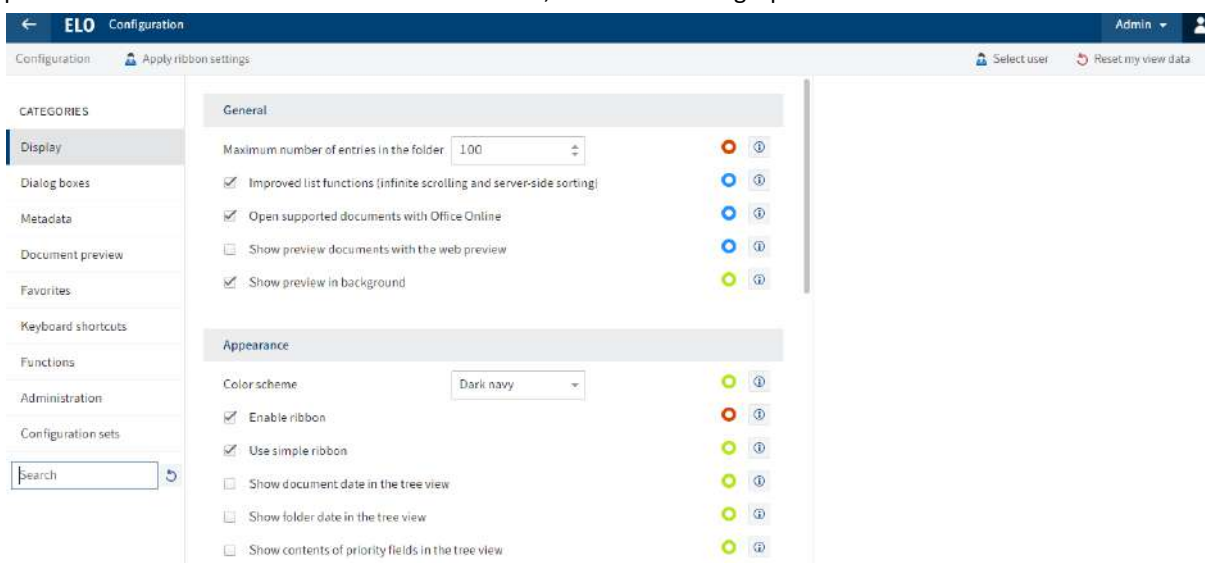 ← ELO Configuration Admin
Configuration Apply ribbon settings Select user Reset my view data
CATEGORIES
Display
Dialog boxes
Metadata
Document preview
Favorites
Keyboard shortcuts
Functions
Administration
Configuration sets
Search
General
Maximum number of entries in the folder 100
Improved list functions (infinite scrolling and server-side sorting)
Open supported documents with Office Online
Show preview documents with the web preview
Show preview in background
Appearance
Color scheme Dark navy
Enable ribbon
Use simple ribbon
Show document date in the tree view
Show folder date in the tree view
Show contents of priority fields in the tree view